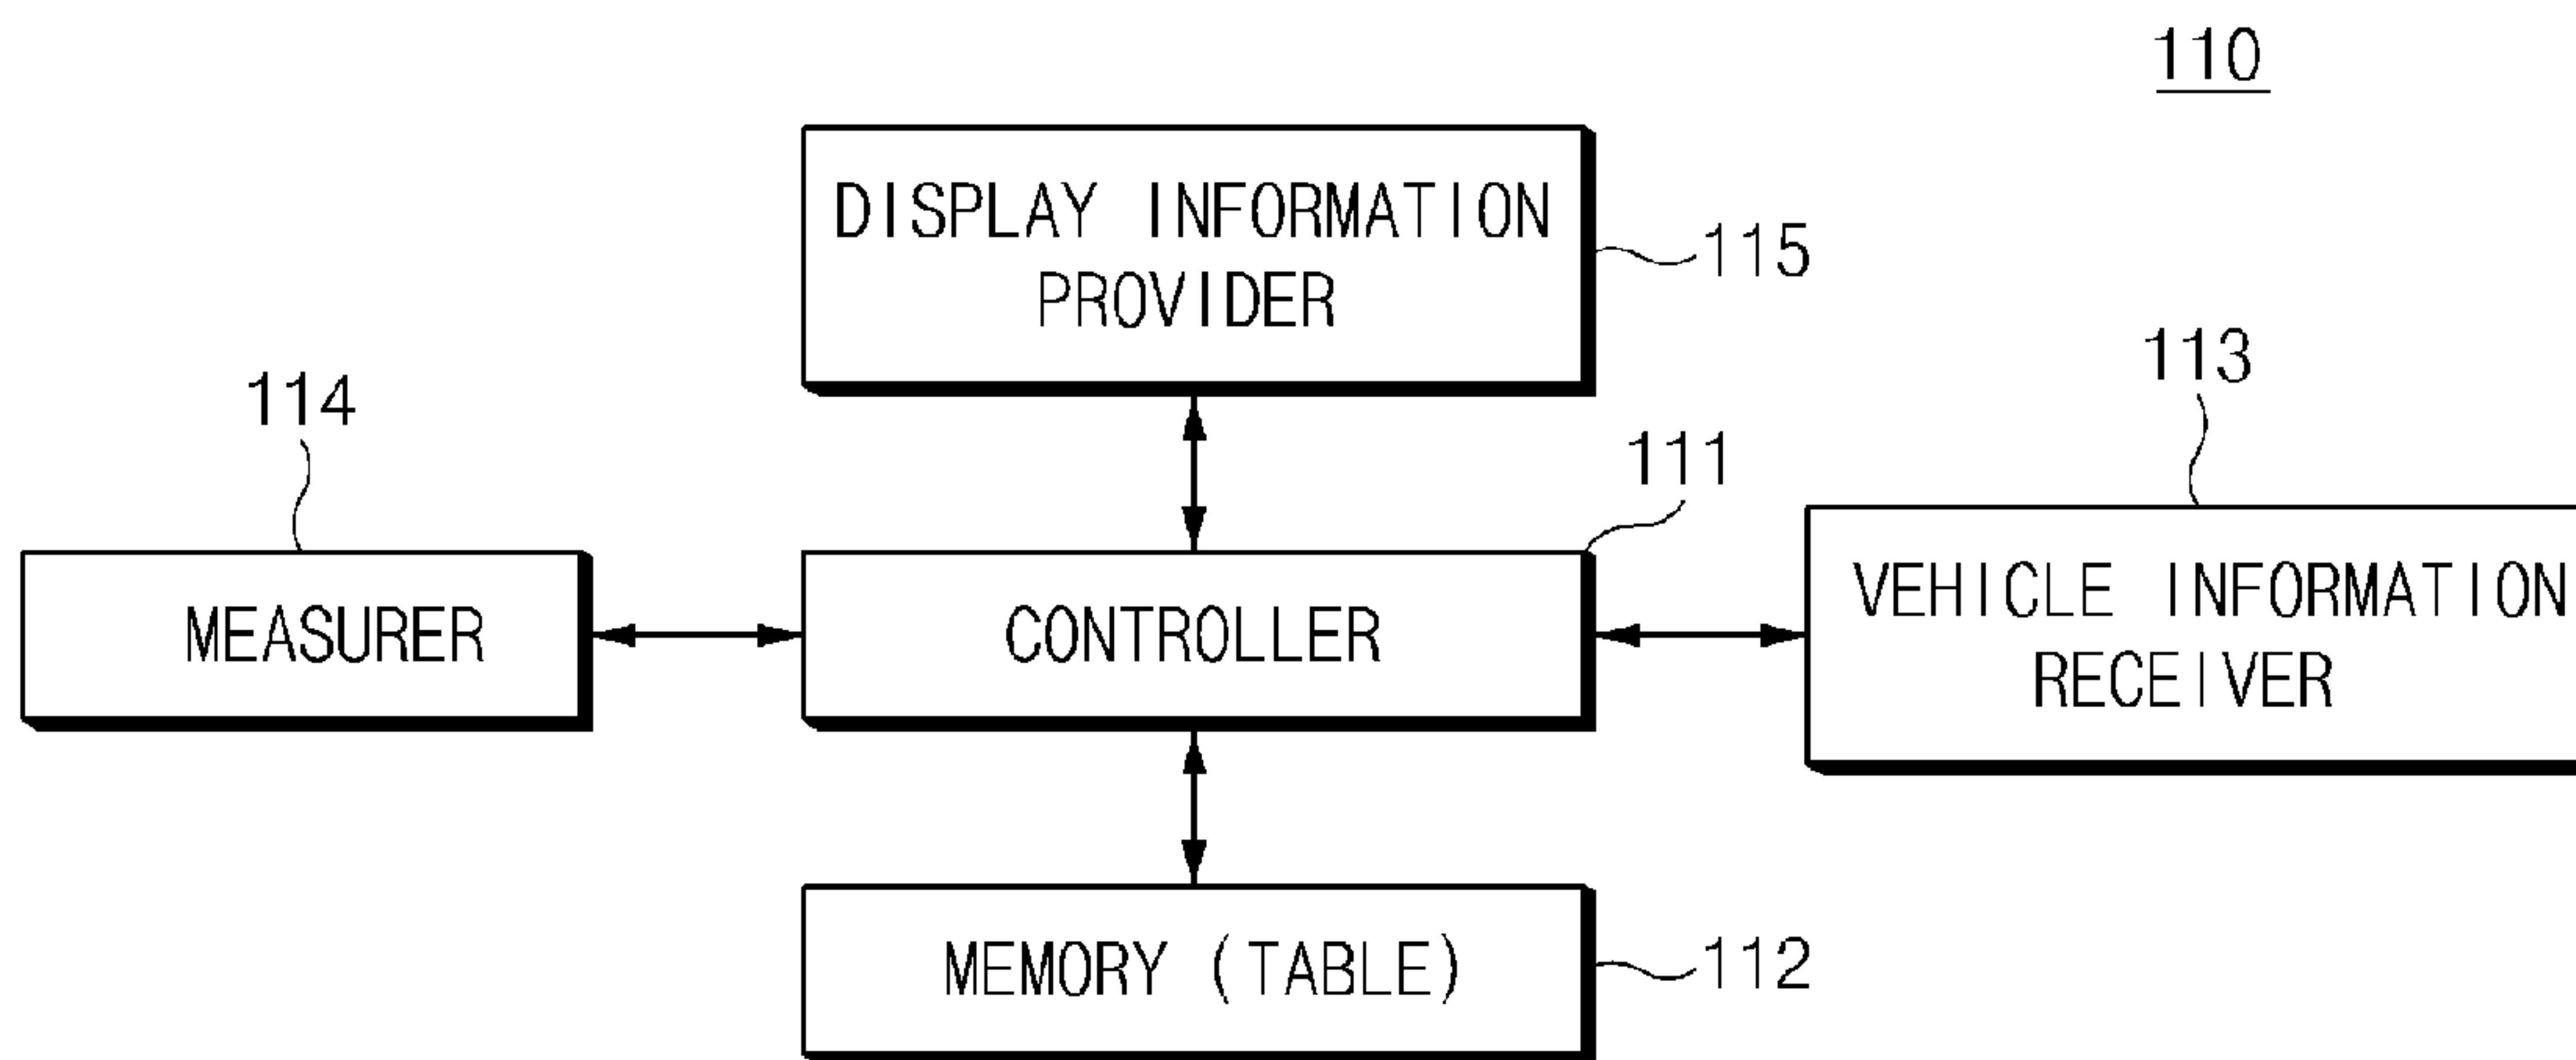 110
DISPLAY INFORMATION
PROVIDER
115
114
113
111
MEASURER
CONTROLLER
VEHICLE INFORMATION
RECEIVER
MEMORY (TABLE)
112